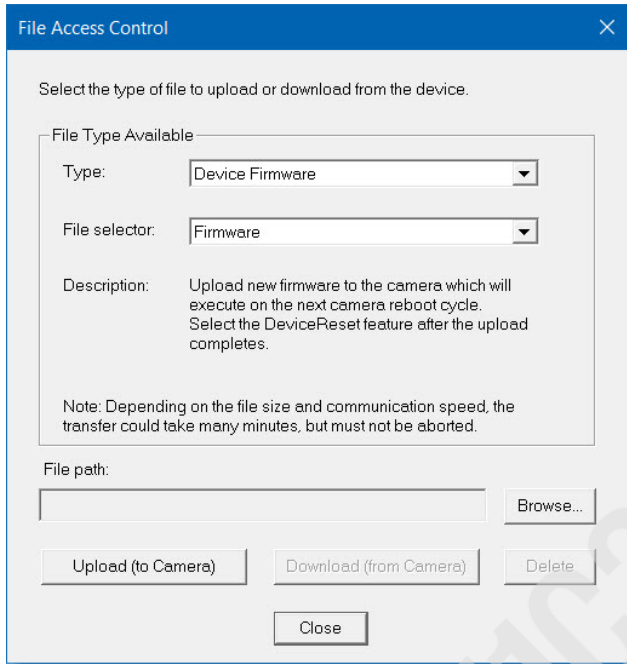 File Access Control
Select the type of file to upload or download from the device.
File Type Available
Type: Device Firmware
File selector: Firmware
Description: Upload new firmware to the camera which will
execute on the next camera reboot cycle.
Select the DeviceReset feature after the upload
completes.
Note: Depending on the file size and communication speed, the
transfer could take many minutes, but must not be aborted.
File path:
Browse...
Upload (to Camera) Download (from Camera) Delete
Close